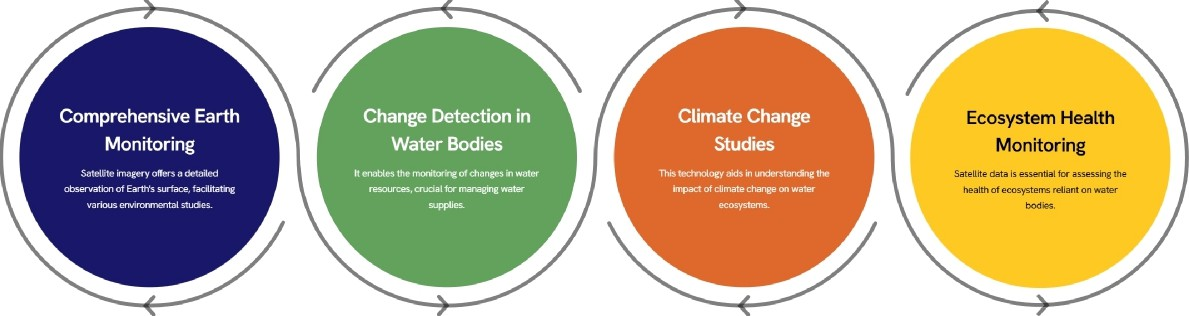 Comprehensive Earth
Monitoring
Satellite imagery offers a detailed
observation of Earth's surface, facilitating
various environmental studies.
Change Detection in
Water Bodies
It enables the monitoring of changes in water
resources, crucial for managing water
supplies.
Climate Change
Studies
This technology aids in understanding the
impact of climate change on water
ecosystems.
Ecosystem Health
Monitoring
Satellite data is essential for assessing the
health of ecosystems reliant on water
bodies.